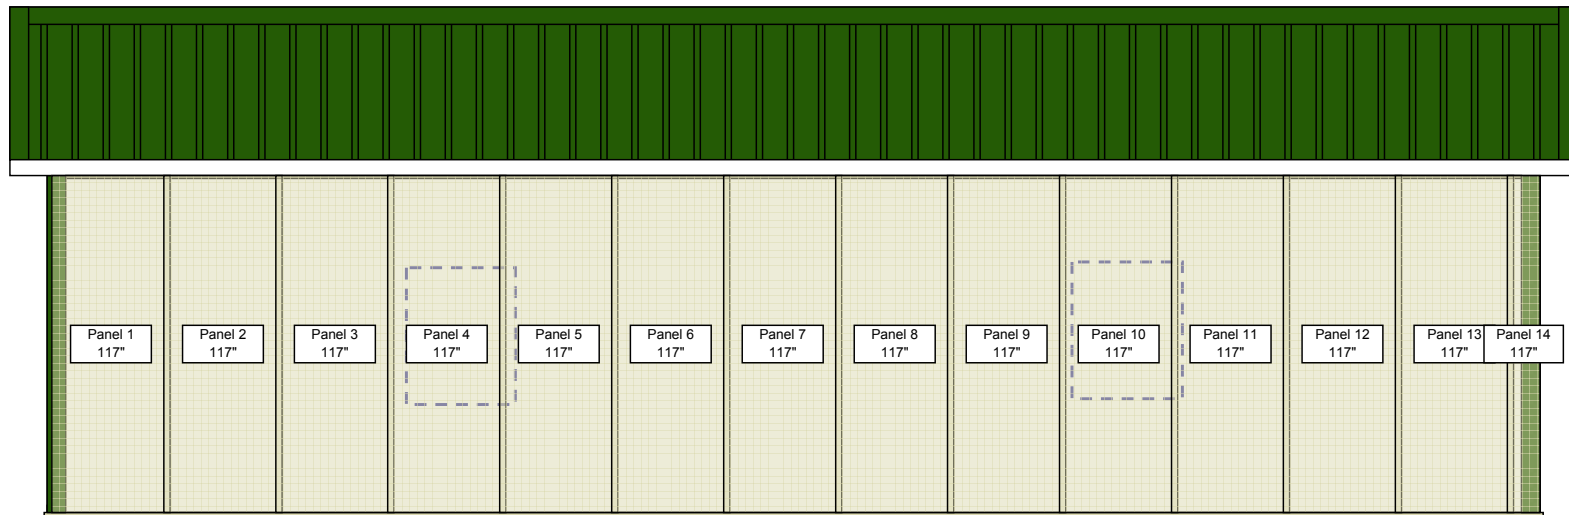 Panel 1
117"
Panel 2
117"
Panel 3
117"
Panel 4
117"
Panel 5
117"
Panel 6
117"
Panel 7
117"
Panel 8
117"
Panel 9
117"
Panel 10
117"
Panel 11
117"
Panel 12
117"
Panel 13
117"
Panel 14
117"